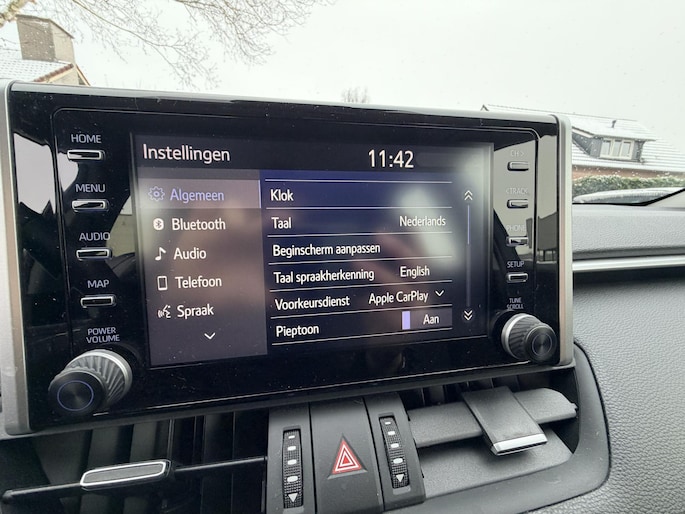 HOME
MENU
AUDIO
MAP
POWER
VOLUME
Instellingen 11:42
Algemeen
Bluetooth
Audio
Telefoon
Spraak
Klok
Taal Nederlands
Beginscherm aanpassen
Taal spraakherkenning English
Voorkeursdienst Apple CarPlay
Pieptoon Aan
PHONE
SETUP
TUNE
SCROLL